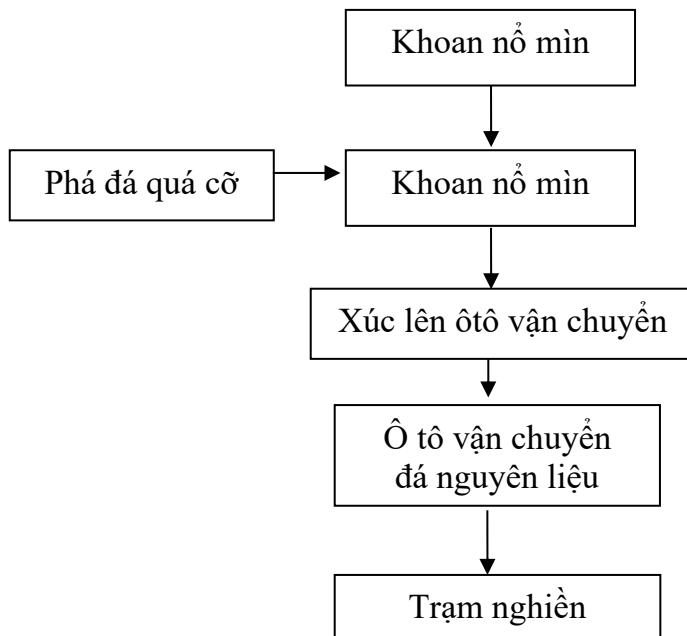 Khoan nổ mìn
Phá đá quá cỡ
Khoan nổ mìn
Xúc lên ôtô vận chuyển
Ô tô vận chuyển
đá nguyên liệu
Trạm nghiền